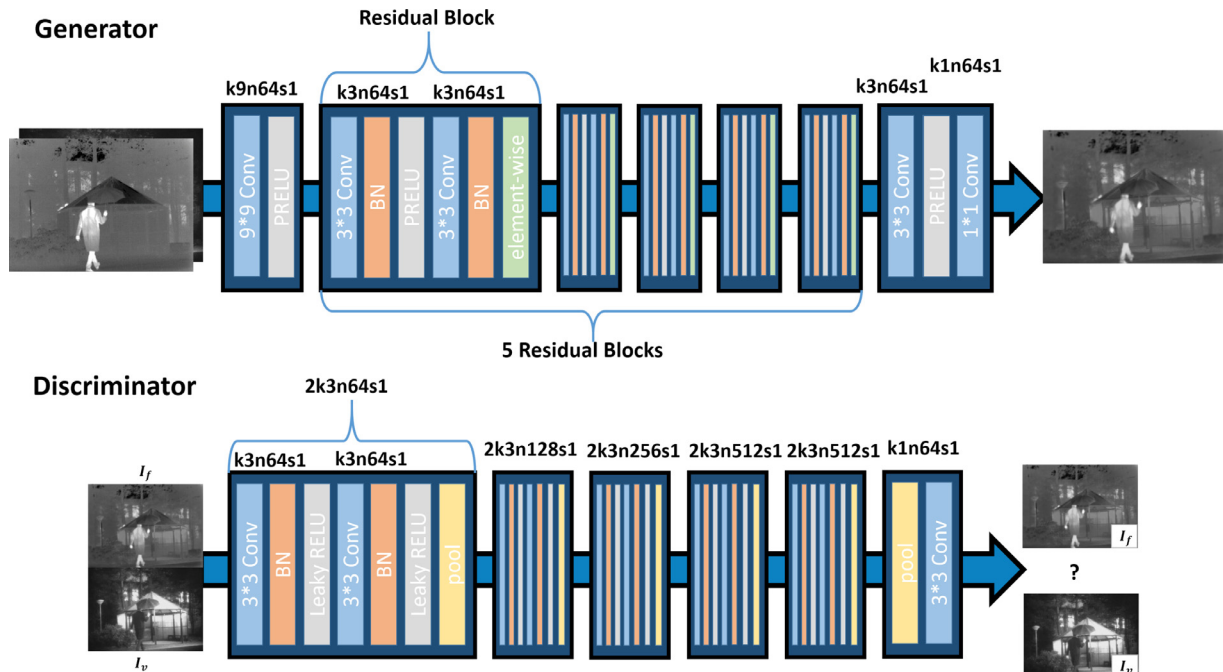 Generator
Residual Block
k9n64s1
k3n64s1
k3n64s1
k3n64s1
k1n64s1
9*9 Conv
PRELU
3*3 Conv
BN
PRELU
3*3 Conv
BN
element-wise
3*3 Conv
PRELU
1*1 Conv
5 Residual Blocks
Discriminator
2k3n64s1
k3n64s1
k3n64s1
2k3n128s1
2k3n256s1
2k3n512s1
2k3n512s1
k1n64s1
I_f
3*3 Conv
BN
Leaky RELU
3*3 Conv
BN
Leaky RELU
pool
pool
3*3 Conv
I_f
?
I_v
I_v